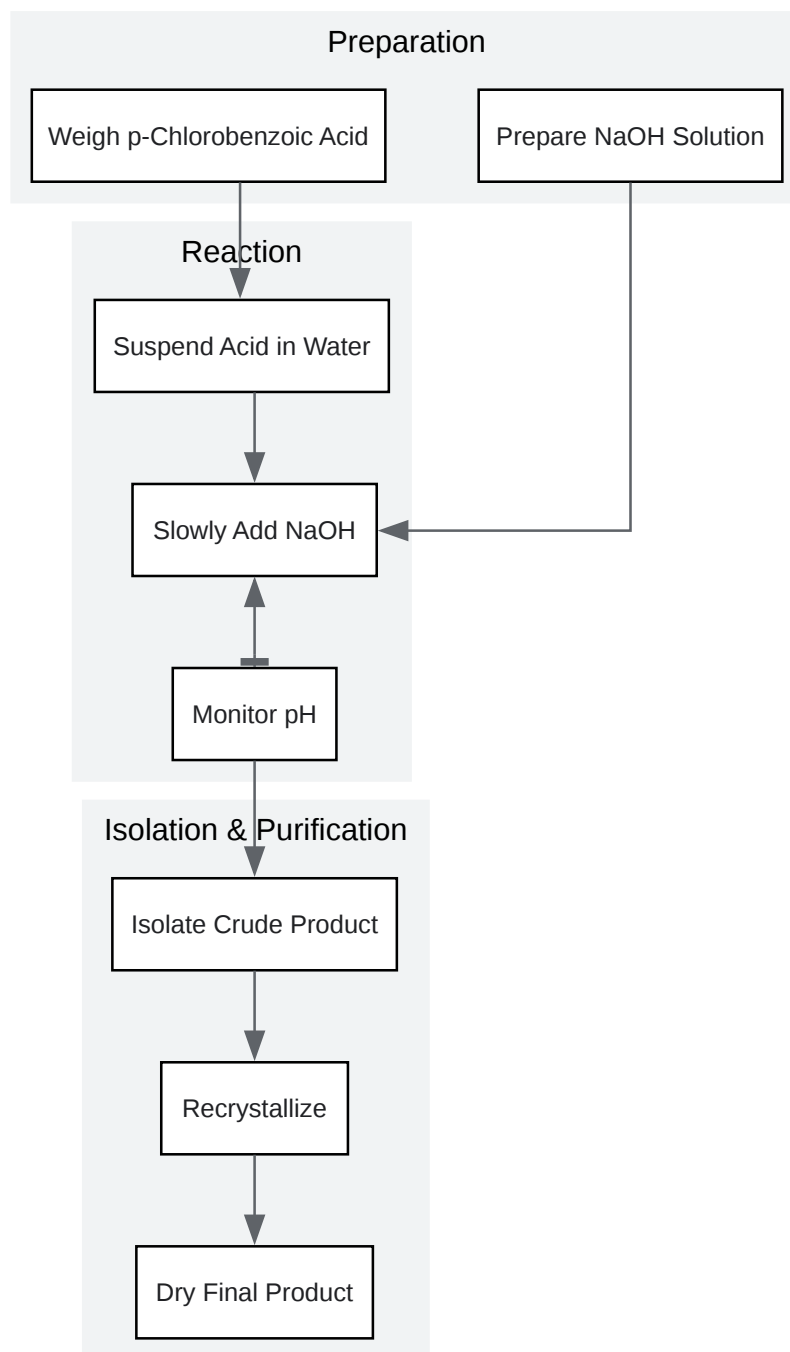 Preparation
Weigh p-Chlorobenzoic Acid
Prepare NaOH Solution
Reaction
Suspend Acid in Water
Slowly Add NaOH
Monitor pH
Isolation & Purification
Isolate Crude Product
Recrystallize
Dry Final Product